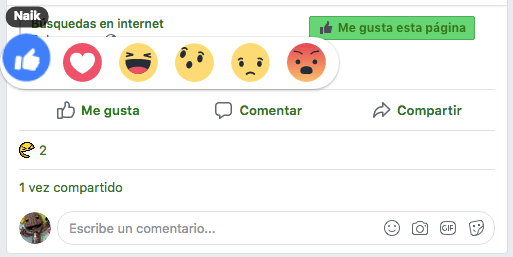 Naik
Búsquedas en internet
Me gusta esta página
Me gusta
Comentar
Compartir
2
1 vez compartido
Escribe un comentario...
GIF